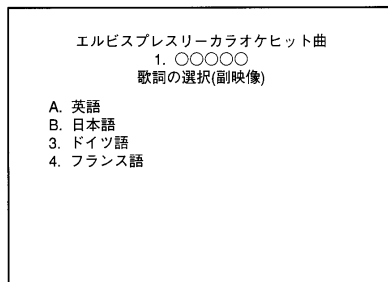 エルビスプレスリーカラオケヒット曲
1. ○○○○○
歌詞の選択(副映像)
A. 英語
B. 日本語
3. ドイツ語
4. フランス語